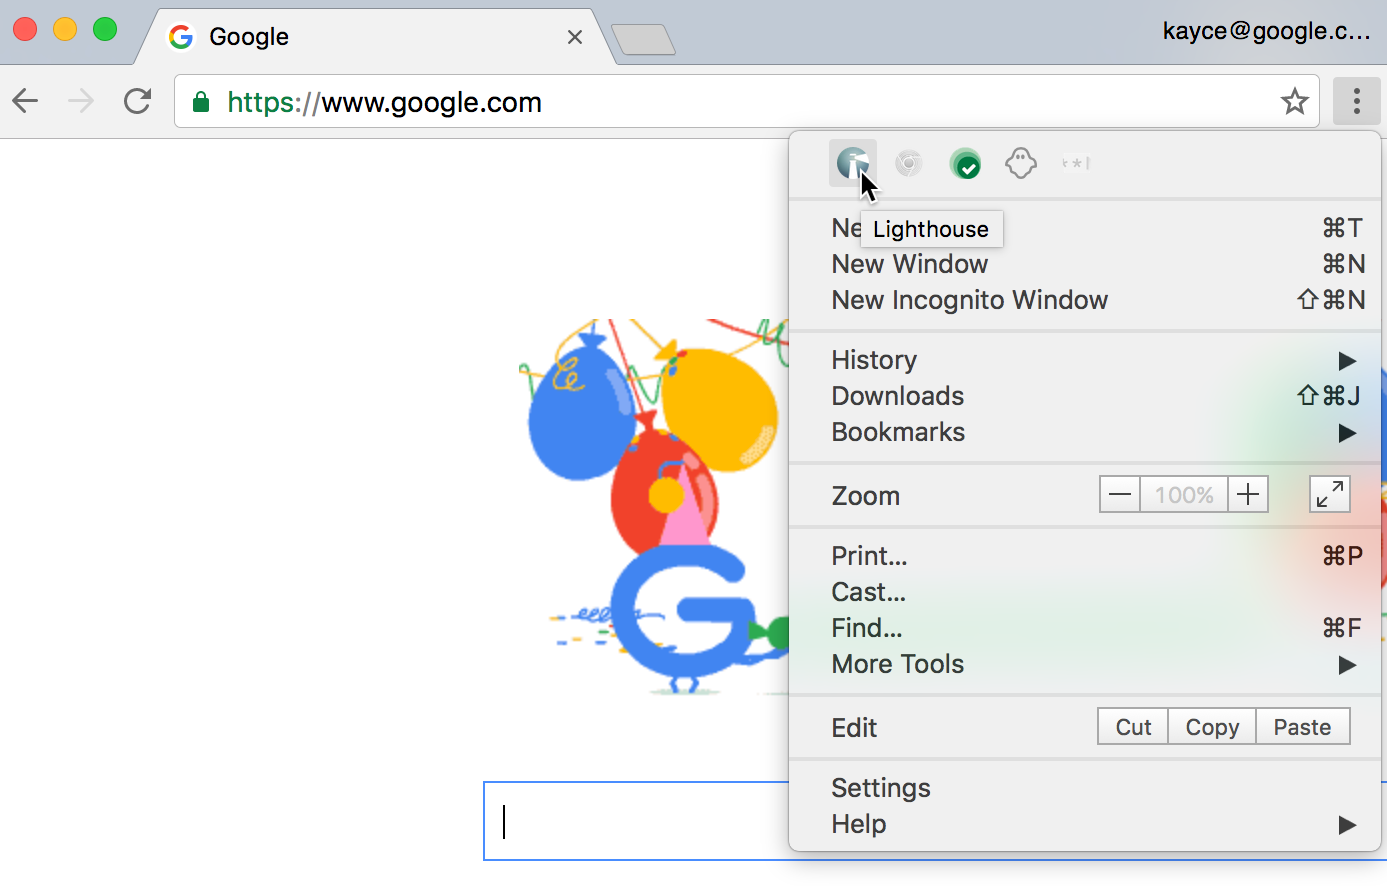 Google
kayce@google.c...
https://www.google.com
Lighthouse
Ne ⌘T
New Window ⌘N
New Incognito Window ⇧⌘N
History ▶
Downloads ⇧⌘J
Bookmarks ▶
Zoom — 100% +
Print... ⌘P
Cast...
Find... ⌘F
More Tools ▶
Edit Cut Copy Paste
Settings
Help ▶